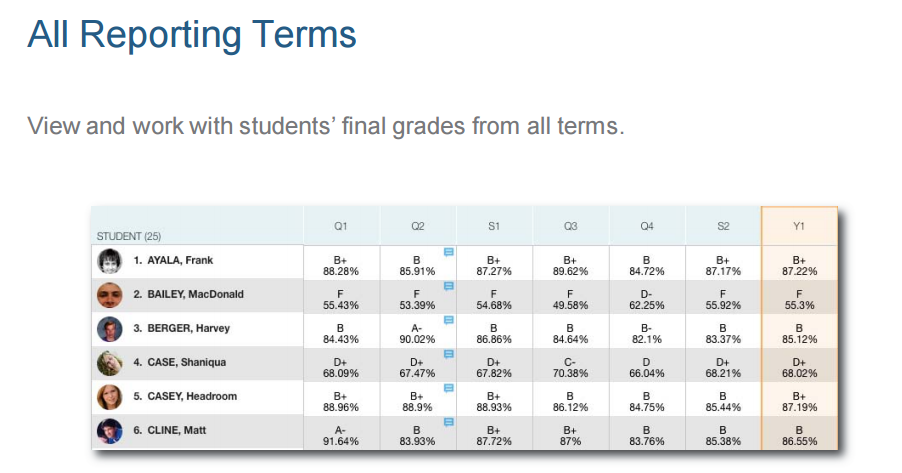 All Reporting Terms
View and work with students’ final grades from all terms.
STUDENT (25) Q1 Q2 S1 Q3 Q4 S2 Y1
1. AYALA, Frank B+ B B+ B+ B B+ B+
88.28% 85.91% 87.27% 89.62% 84.72% 87.17% 87.22%
2. BAILEY, MacDonald F F F F D- F F
55.43% 53.39% 54.68% 49.58% 62.25% 55.92% 55.3%
3. BERGER, Harvey B A- B B B- B B
84.43% 90.02% 86.86% 84.64% 82.1% 83.37% 85.12%
4. CASE, Shaniqua D+ D+ D+ C- D D+ D+
68.09% 67.47% 67.82% 70.38% 66.04% 68.21% 68.02%
5. CASEY, Headroom B+ B+ B+ B B B B+
88.96% 88.9% 88.93% 86.12% 84.75% 85.44% 87.19%
6. CLINE, Matt A- B B+ B+ B B B
91.64% 83.93% 87.72% 87% 83.76% 85.38% 86.55%